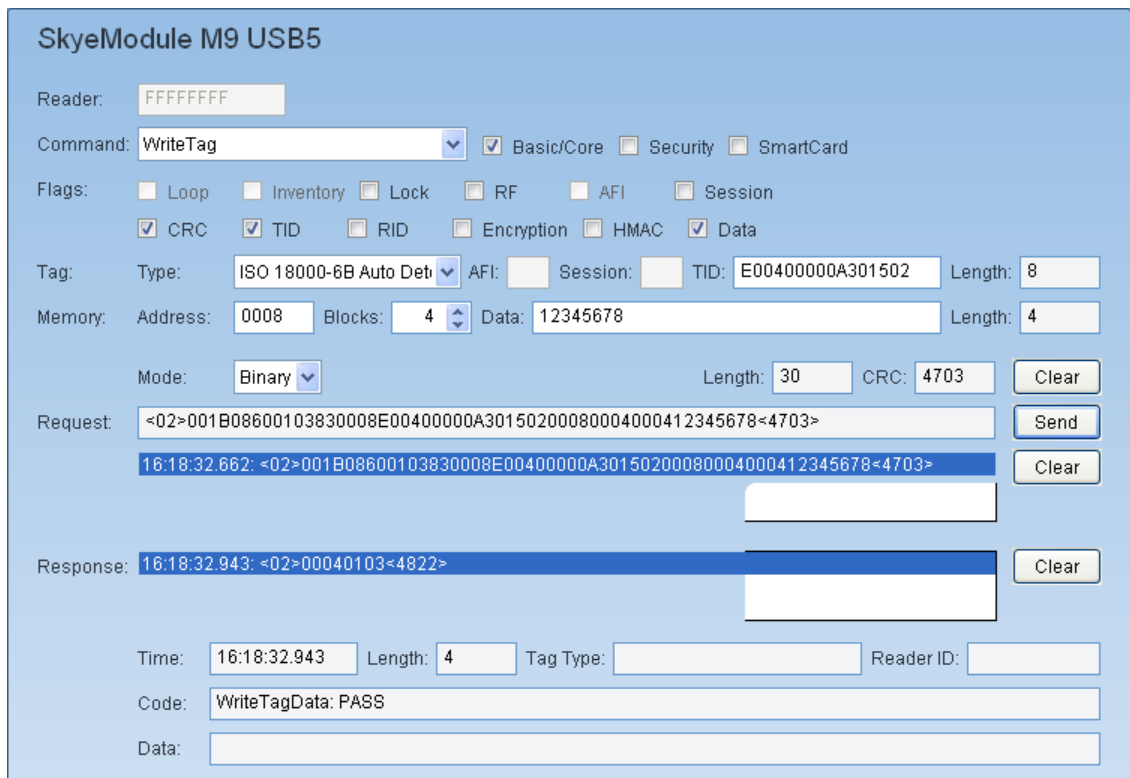 SkyeModule M9 USB5
Reader: FFFFFFFF
Command: WriteTag Basic/Core Security SmartCard
Flags: Loop Inventory Lock RF AFI Session
CRC TID RID Encryption HMAC Data
Tag: Type: ISO 18000-6B Auto Det AFI: Session: TID: E00400000A301502 Length: 8
Memory: Address: 0008 Blocks: 4 Data: 12345678 Length: 4
Mode: Binary Length: 30 CRC: 4703 Clear
Request: <02>001B08600103830008E00400000A30150200080004000412345678<4703> Send
16:18:32.662: <02>001B08600103830008E00400000A30150200080004000412345678<4703> Clear
Response: 16:18:32.943: <02>00040103<4822> Clear
Time: 16:18:32.943 Length: 4 Tag Type: Reader ID:
Code: WriteTagData: PASS
Data: